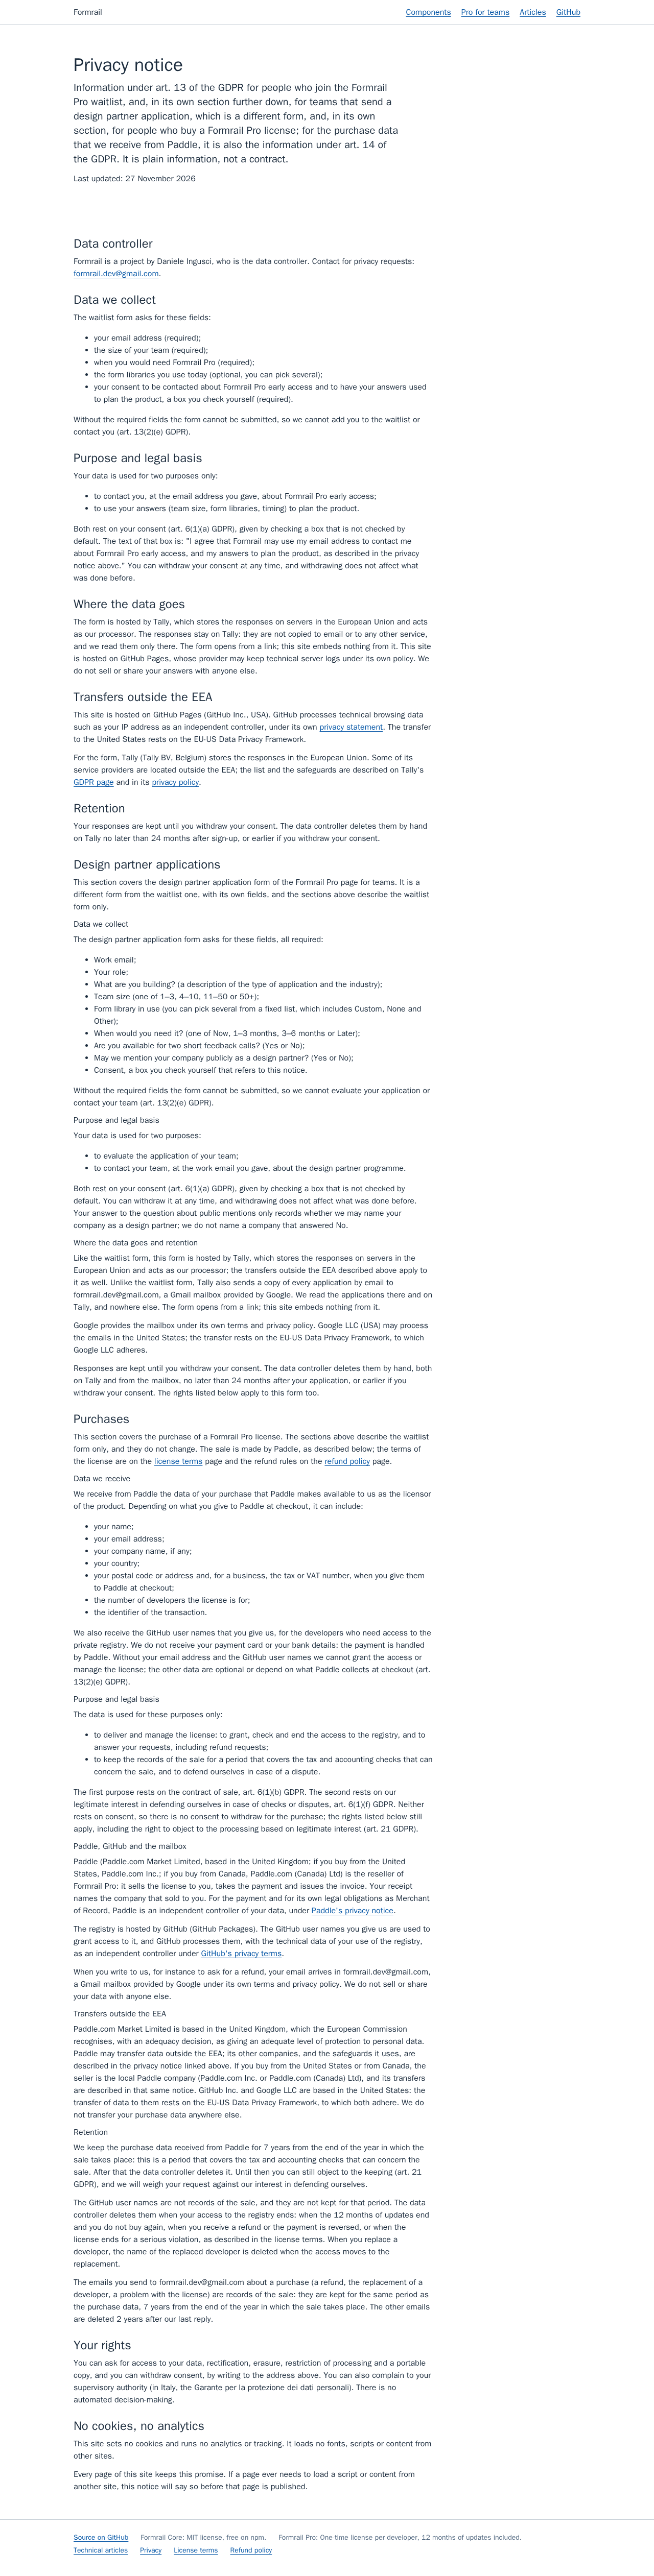 Formrail
Components Pro for teams Articles GitHub
Privacy notice
Information under art. 13 of the GDPR for people who join the Formrail
Pro waitlist, and, in its own section further down, for teams that send a
design partner application, which is a different form, and, in its own
section, for people who buy a Formrail Pro license; for the purchase data
that we receive from Paddle, it is also the information under art. 14 of
the GDPR. It is plain information, not a contract.
Last updated: 27 November 2026
Data controller
Formrail is a project by Daniele Ingusci, who is the data controller. Contact for privacy requests:
formrail.dev@gmail.com.
Data we collect
The waitlist form asks for these fields:
• your email address (required);
• the size of your team (required);
• when you would need Formrail Pro (required);
• the form libraries you use today (optional, you can pick several);
• your consent to be contacted about Formrail Pro early access and to have your answers used
to plan the product, a box you check yourself (required).
Without the required fields the form cannot be submitted, so we cannot add you to the waitlist or
contact you (art. 13(2)(e) GDPR).
Purpose and legal basis
Your data is used for two purposes only:
• to contact you, at the email address you gave, about Formrail Pro early access;
• to use your answers (team size, form libraries, timing) to plan the product.
Both rest on your consent (art. 6(1)(a) GDPR), given by checking a box that is not checked by
default. The text of that box is: "I agree that Formrail may use my email address to contact me
about Formrail Pro early access, and my answers to plan the product, as described in the privacy
notice above." You can withdraw your consent at any time, and withdrawing does not affect what
was done before.
Where the data goes
The form is hosted by Tally, which stores the responses on servers in the European Union and acts
as our processor. The responses stay on Tally: they are not copied to email or to any other service,
and we read them only there. The form opens from a link; this site embeds nothing from it. This site
is hosted on GitHub Pages, whose provider may keep technical server logs under its own policy. We
do not sell or share your answers with anyone else.
Transfers outside the EEA
This site is hosted on GitHub Pages (GitHub Inc., USA). GitHub processes technical browsing data
such as your IP address as an independent controller, under its own privacy statement. The transfer
to the United States rests on the EU-US Data Privacy Framework.
For the form, Tally (Tally BV, Belgium) stores the responses in the European Union. Some of its
service providers are located outside the EEA; the list and the safeguards are described on Tally's
GDPR page and in its privacy policy.
Retention
Your responses are kept until you withdraw your consent. The data controller deletes them by hand
on Tally no later than 24 months after sign-up, or earlier if you withdraw your consent.
Design partner applications
This section covers the design partner application form of the Formrail Pro page for teams. It is a
different form from the waitlist one, with its own fields, and the sections above describe the waitlist
form only.
Data we collect
The design partner application form asks for these fields, all required:
• Work email;
• Your role;
• What are you building? (a description of the type of application and the industry);
• Team size (one of 1–3, 4–10, 11–50 or 50+);
• Form library in use (you can pick several from a fixed list, which includes Custom, None and
Other);
• When would you need it? (one of Now, 1–3 months, 3–6 months or Later);
• Are you available for two short feedback calls? (Yes or No);
• May we mention your company publicly as a design partner? (Yes or No);
• Consent, a box you check yourself that refers to this notice.
Without the required fields the form cannot be submitted, so we cannot evaluate your application or
contact your team (art. 13(2)(e) GDPR).
Purpose and legal basis
Your data is used for two purposes:
• to evaluate the application of your team;
• to contact your team, at the work email you gave, about the design partner programme.
Both rest on your consent (art. 6(1)(a) GDPR), given by checking a box that is not checked by
default. You can withdraw it at any time, and withdrawing does not affect what was done before.
Your answer to the question about public mentions only records whether we may name your
company as a design partner; we do not name a company that answered No.
Where the data goes and retention
Like the waitlist form, this form is hosted by Tally, which stores the responses on servers in the
European Union and acts as our processor; the transfers outside the EEA described above apply to
it as well. Unlike the waitlist form, Tally also sends a copy of every application by email to
formrail.dev@gmail.com, a Gmail mailbox provided by Google. We read the applications there and on
Tally, and nowhere else. The form opens from a link; this site embeds nothing from it.
Google provides the mailbox under its own terms and privacy policy. Google LLC (USA) may process
the emails in the United States; the transfer rests on the EU-US Data Privacy Framework, to which
Google LLC adheres.
Responses are kept until you withdraw your consent. The data controller deletes them by hand, both
on Tally and from the mailbox, no later than 24 months after your application, or earlier if you
withdraw your consent. The rights listed below apply to this form too.
Purchases
This section covers the purchase of a Formrail Pro license. The sections above describe the waitlist
form only, and they do not change. The sale is made by Paddle, as described below; the terms of
the license are on the license terms page and the refund rules on the refund policy page.
Data we receive
We receive from Paddle the data of your purchase that Paddle makes available to us as the licensor
of the product. Depending on what you give to Paddle at checkout, it can include:
• your name;
• your email address;
• your company name, if any;
• your country;
• your postal code or address and, for a business, the tax or VAT number, when you give them
to Paddle at checkout;
• the number of developers the license is for;
• the identifier of the transaction.
We also receive the GitHub user names that you give us, for the developers who need access to the
private registry. We do not receive your payment card or your bank details: the payment is handled
by Paddle. Without your email address and the GitHub user names we cannot grant the access or
manage the license; the other data are optional or depend on what Paddle collects at checkout (art.
13(2)(e) GDPR).
Purpose and legal basis
The data is used for these purposes only:
• to deliver and manage the license: to grant, check and end the access to the registry, and to
answer your requests, including refund requests;
• to keep the records of the sale for a period that covers the tax and accounting checks that can
concern the sale, and to defend ourselves in case of a dispute.
The first purpose rests on the contract of sale, art. 6(1)(b) GDPR. The second rests on our
legitimate interest in defending ourselves in case of checks or disputes, art. 6(1)(f) GDPR. Neither
rests on consent, so there is no consent to withdraw for the purchase; the rights listed below still
apply, including the right to object to the processing based on legitimate interest (art. 21 GDPR).
Paddle, GitHub and the mailbox
Paddle (Paddle.com Market Limited, based in the United Kingdom; if you buy from the United
States, Paddle.com Inc.; if you buy from Canada, Paddle.com (Canada) Ltd) is the reseller of
Formrail Pro: it sells the license to you, takes the payment and issues the invoice. Your receipt
names the company that sold to you. For the payment and for its own legal obligations as Merchant
of Record, Paddle is an independent controller of your data, under Paddle's privacy notice.
The registry is hosted by GitHub (GitHub Packages). The GitHub user names you give us are used to
grant access to it, and GitHub processes them, with the technical data of your use of the registry,
as an independent controller under GitHub's privacy terms.
When you write to us, for instance to ask for a refund, your email arrives in formrail.dev@gmail.com,
a Gmail mailbox provided by Google under its own terms and privacy policy. We do not sell or share
your data with anyone else.
Transfers outside the EEA
Paddle.com Market Limited is based in the United Kingdom, which the European Commission
recognises, with an adequacy decision, as giving an adequate level of protection to personal data.
Paddle may transfer data outside the EEA; its other companies, and the safeguards it uses, are
described in the privacy notice linked above. If you buy from the United States or from Canada, the
seller is the local Paddle company (Paddle.com Inc. or Paddle.com (Canada) Ltd), and its transfers
are described in that same notice. GitHub Inc. and Google LLC are based in the United States: the
transfer of data to them rests on the EU-US Data Privacy Framework, to which both adhere. We do
not transfer your purchase data anywhere else.
Retention
We keep the purchase data received from Paddle for 7 years from the end of the year in which the
sale takes place: this is a period that covers the tax and accounting checks that can concern the
sale. After that the data controller deletes it. Until then you can still object to the keeping (art. 21
GDPR), and we will weigh your request against our interest in defending ourselves.
The GitHub user names are not records of the sale, and they are not kept for that period. The data
controller deletes them when your access to the registry ends: when the 12 months of updates end
and you do not buy again, when you receive a refund or the payment is reversed, or when the
license ends for a serious violation, as described in the license terms. When you replace a
developer, the name of the replaced developer is deleted when the access moves to the
replacement.
The emails you send to formrail.dev@gmail.com about a purchase (a refund, the replacement of a
developer, a problem with the license) are records of the sale: they are kept for the same period as
the purchase data, 7 years from the end of the year in which the sale takes place. The other emails
are deleted 2 years after our last reply.
Your rights
You can ask for access to your data, rectification, erasure, restriction of processing and a portable
copy, and you can withdraw consent, by writing to the address above. You can also complain to your
supervisory authority (in Italy, the Garante per la protezione dei dati personali). There is no
automated decision-making.
No cookies, no analytics
This site sets no cookies and runs no analytics or tracking. It loads no fonts, scripts or content from
other sites.
Every page of this site keeps this promise. If a page ever needs to load a script or content from
another site, this notice will say so before that page is published.
Source on GitHub Formrail Core: MIT license, free on npm. Formrail Pro: One-time license per developer, 12 months of updates included.
Technical articles Privacy License terms Refund policy